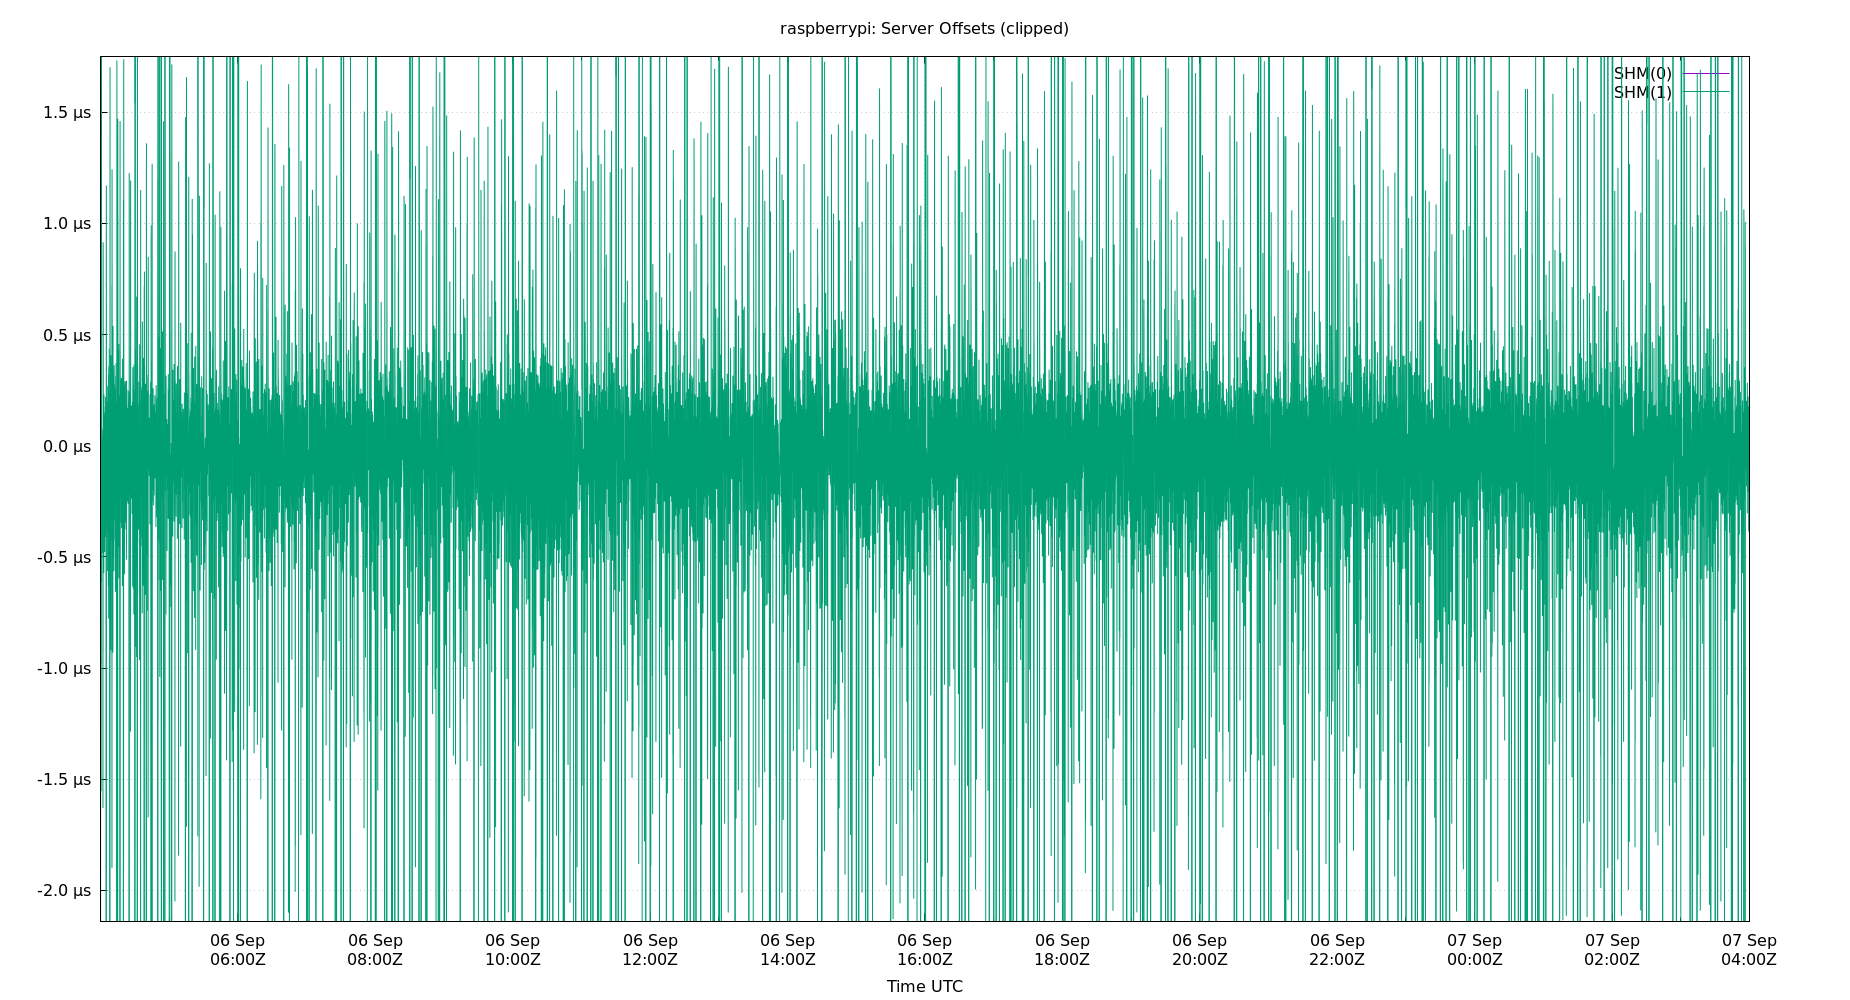 raspberrypi: Server Offsets (clipped)
SHM(0)
SHM(1)
1.5 µs
1.0 µs
0.5 µs
0.0 µs
-0.5 µs
-1.0 µs
-1.5 µs
-2.0 µs
06 Sep 06 Sep 06 Sep 06 Sep 06 Sep 06 Sep 06 Sep 06 Sep 06 Sep 07 Sep 07 Sep 07 Sep
06:00Z 08:00Z 10:00Z 12:00Z 14:00Z 16:00Z 18:00Z 20:00Z 22:00Z 00:00Z 02:00Z 04:00Z
Time UTC